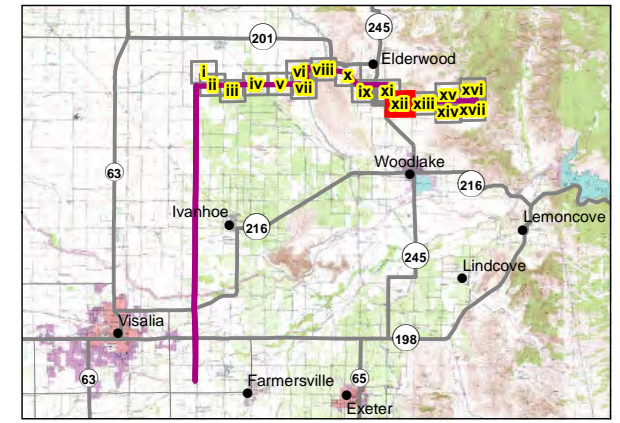 245
201
Elderwood
i
vi
viii
ii
iii
iv
v
vii
x
ix
xi
xii
xiii
xv
xvi
xiv
xvii
63
Woodlake
216
Ivanhoe
216
Lemoncove
245
Lindcove
Visalia
198
63
Farmersville
65
Exeter